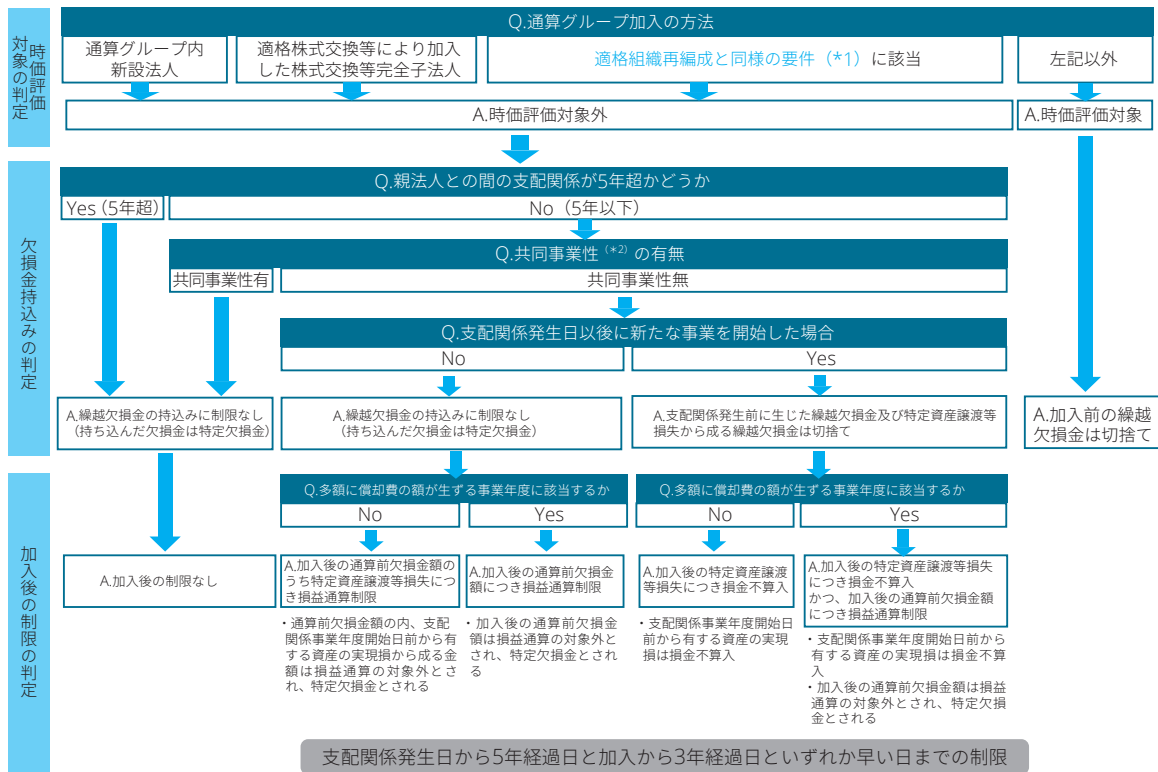 時価評価
対象の判定
Q.通算グループ加入の方法
通算グループ内
新設法人
適格株式交換等により加入
した株式交換等完全子法人
適格組織再編成と同様の要件（*1）に該当
左記以外
A.時価評価対象外
A.時価評価対象
欠損金持込みの判定
Q.親法人との間の支配関係が5年超かどうか
Yes (5年超)
No（5年以下）
Q.共同事業性（*2）の有無
共同事業性有
共同事業性無
Q.支配関係発生日以後に新たな事業を開始した場合
No
Yes
A.繰越欠損金の持込みに制限なし
（持ち込んだ欠損金は特定欠損金）
A.繰越欠損金の持込みに制限なし
（持ち込んだ欠損金は特定欠損金）
A.支配関係発生前に生じた繰越欠損金及び特定資産譲渡等
損失から成る繰越欠損金は切捨て
A.加入前の繰越
欠損金は切捨て
加入後の制限の判定
Q.多額に償却費の額が生ずる事業年度に該当するか
No
Yes
Q.多額に償却費の額が生ずる事業年度に該当するか
No
Yes
A.加入後の制限なし
A.加入後の通算前欠損金額の
うち特定資産譲渡等損失につ
き損益通算制限
A.加入後の通算前欠損金
額につき損益通算制限
A.加入後の特定資産譲渡
等損失につき損金不算入
A.加入後の特定資産譲渡等損失
につき損金不算入
かつ、加入後の通算前欠損金額
につき損益通算制限
・通算前欠損金額の内、支配
関係事業年度開始日前から有
する資産の実現損から成る金
額は損益通算の対象外とさ
れ、特定欠損金とされる
・加入後の通算前欠損金
額は損益通算の対象外と
され、特定欠損金とされ
る
・支配関係事業年度開始日
前から有する資産の実現
損は損金不算入
・支配関係事業年度開始日前から
有する資産の実現損は損金不算
入
・加入後の通算前欠損金額は損益
通算の対象外とされ、特定欠損
金とされる
支配関係発生日から5年経過日と加入から3年経過日といずれか早い日までの制限